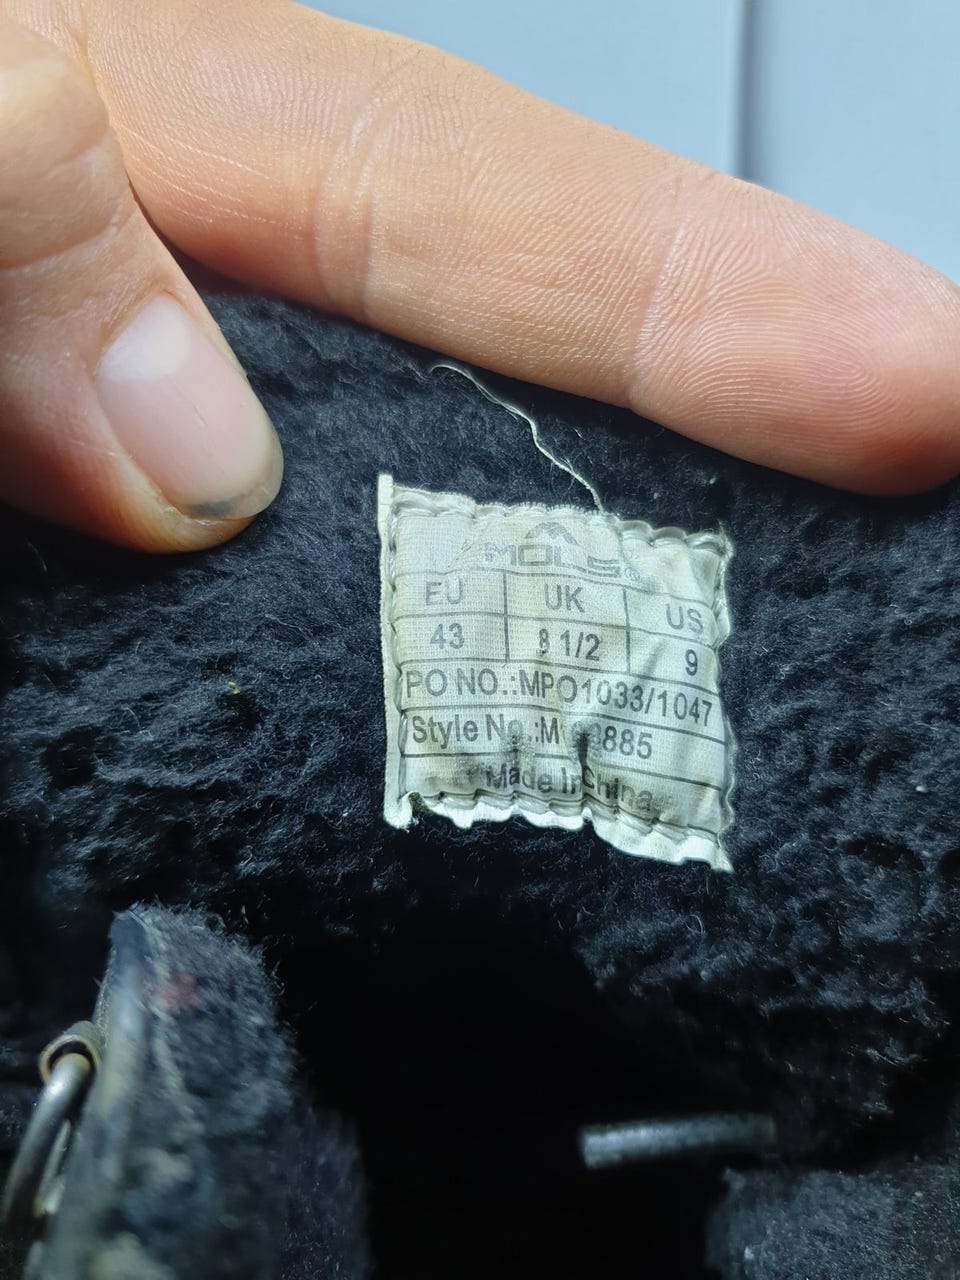 MOLS
EU UK US
43 8 1/2 9
PO NO.:MPO1033/1047
Style No.:
Made In China